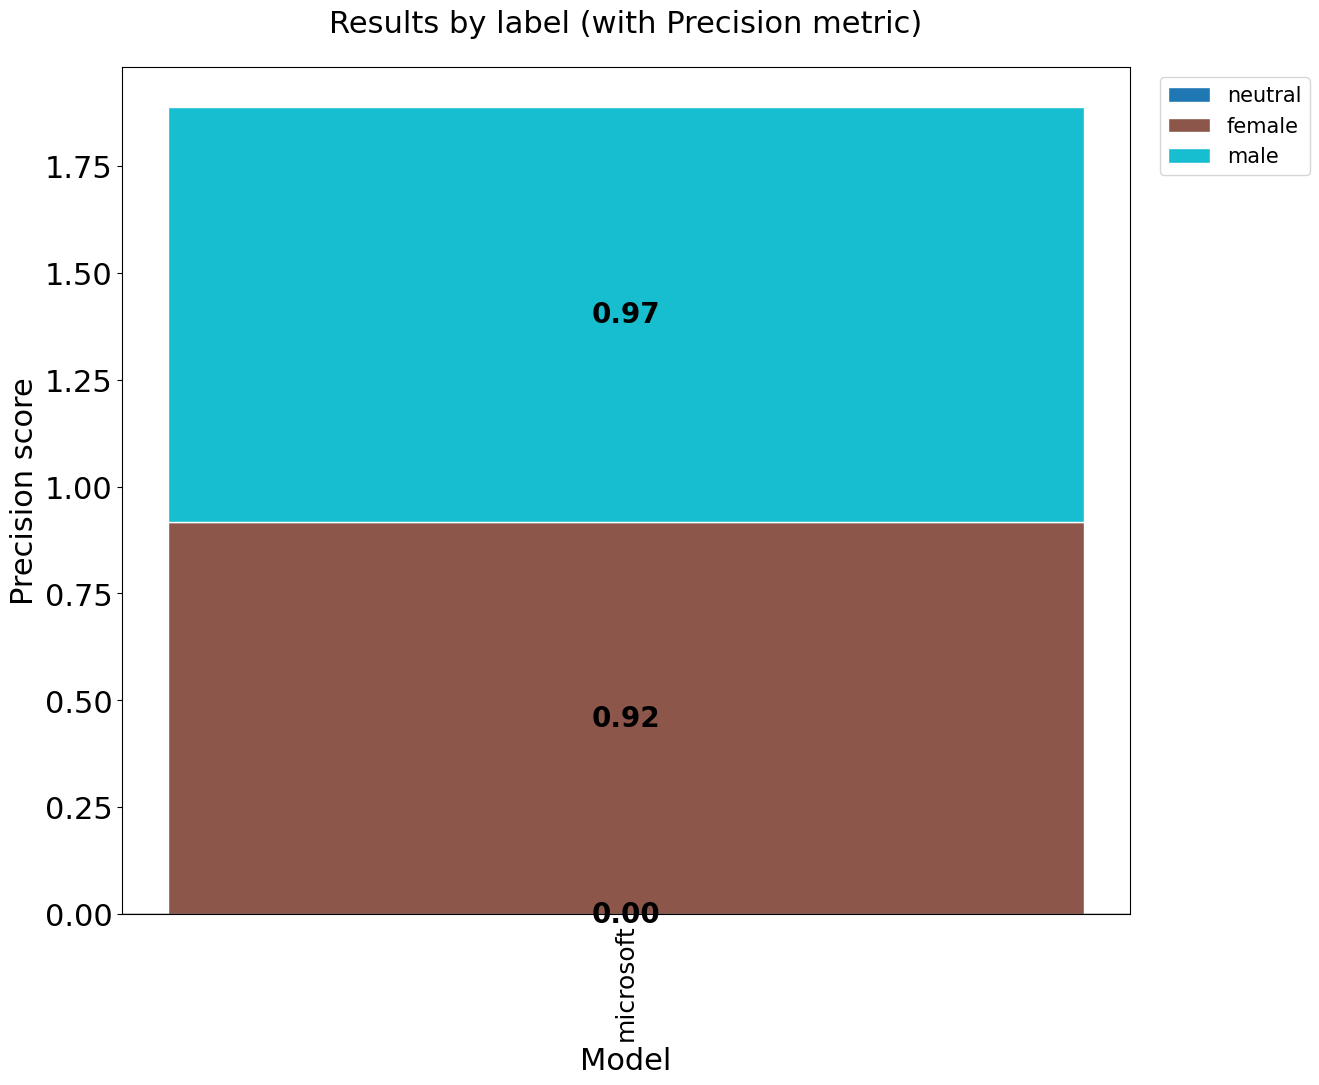 Results by label (with Precision metric)
neutral
female
male
1.75
1.50
1.25
1.00
0.75
0.50
0.25
0.00
Precision score
0.97
0.92
0.00
microsoft
Model